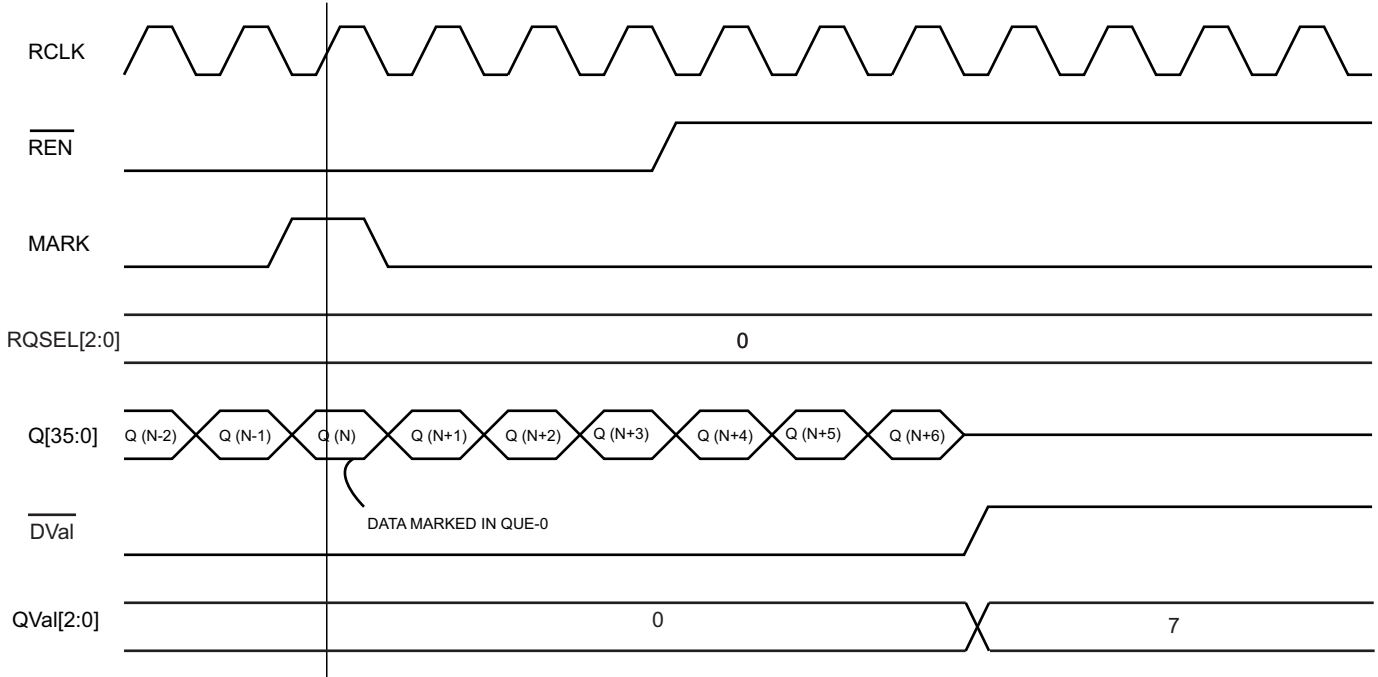 RCLK
REN
MARK
RQSEL[2:0]
0
Q[35:0]
Q (N-2)
Q (N-1)
Q (N)
Q (N+1)
Q (N+2)
Q (N+3)
Q (N+4)
Q (N+5)
Q (N+6)
DATA MARKED IN QUE-0
DVal
QVal[2:0]
0
7